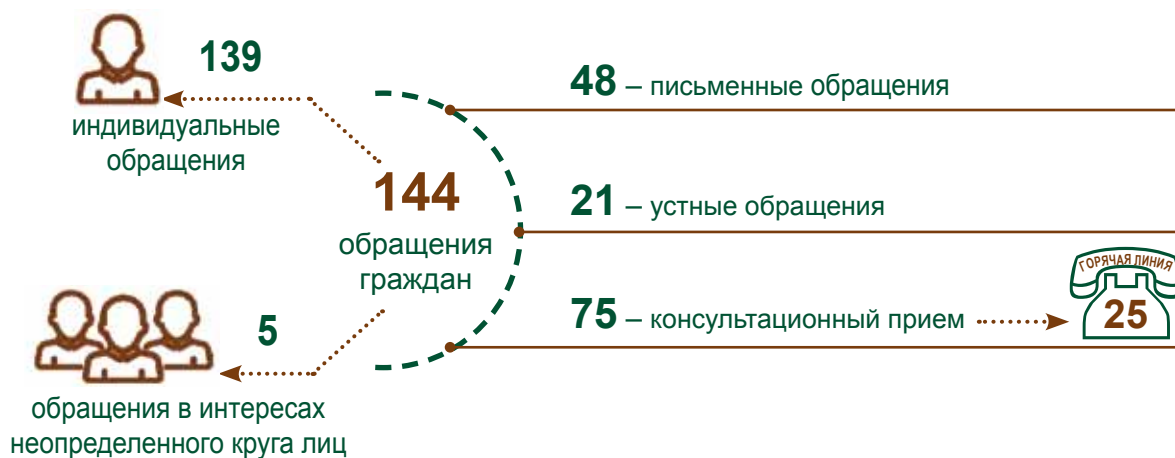 139
индивидуальные
обращения
144
обращения
граждан
5
обращения в интересах
неопределенного круга лиц
48 – письменные обращения
21 – устные обращения
75 – консультационный прием
ГОРЯЧАЯ ЛИНИЯ
25